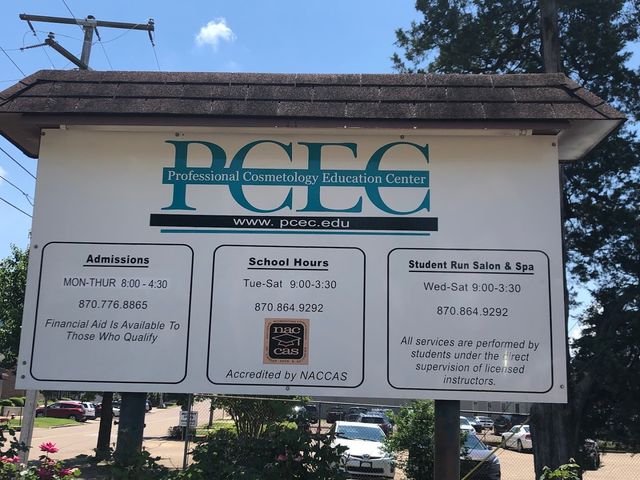 PCEC
Professional Cosmetology Education Center
www. pcec.edu
Admissions
MON-THUR 8:00 - 4:30
870.776.8865
Financial Aid Is Available To
Those Who Qualify
School Hours
Tue-Sat 9:00-3:30
870.864.9292
nac
cas
Accredited by NACCAS
Student Run Salon & Spa
Wed-Sat 9:00-3:30
870.864.9292
All services are performed by
students under the direct
supervision of licensed
instructors.